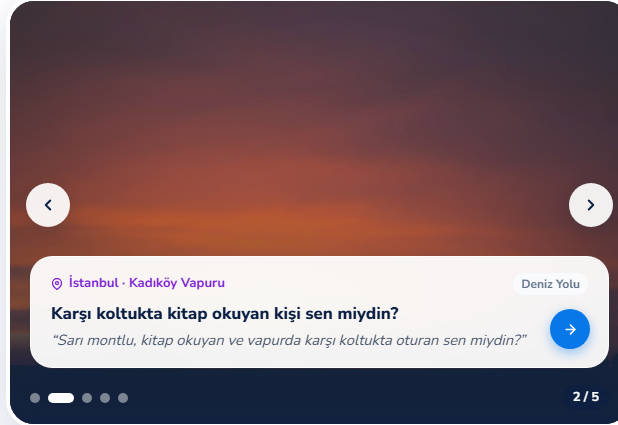 İstanbul · Kadıköy Vapuru
Deniz Yolu
Karşı koltukta kitap okuyan kişi sen miydin?
“Sarı montlu, kitap okuyan ve vapurda karşı koltukta oturan sen miydin?”
2 / 5